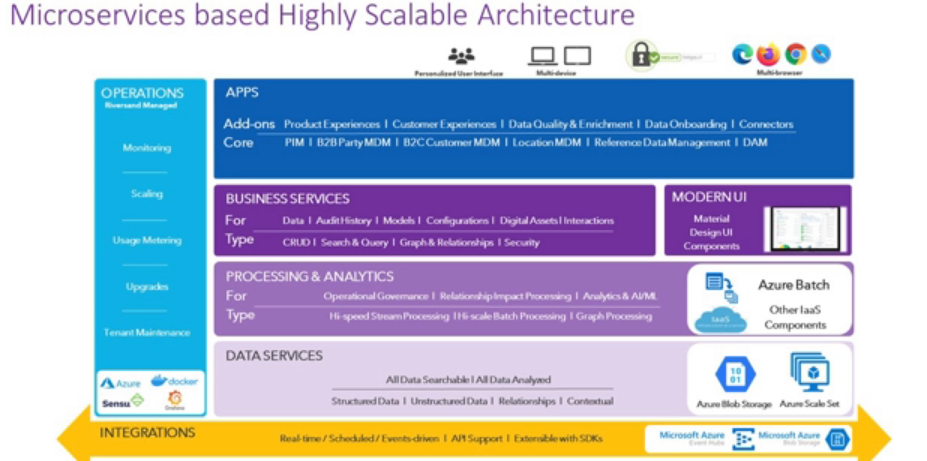 Microservices based Highly Scalable Architecture
Personalized User Interface
Multi-device
secure
Multi-browser
OPERATIONS
Riversand Managed
Monitoring
Scaling
Usage Metering
Upgrades
Tenant Maintenance
Azure
docker
Sensu
Grafana
APPS
Add-ons Product Experiences | Customer Experiences | Data Quality & Enrichment | Data Onboarding | Connectors
Core PIM | B2B Party MDM | B2C Customer MDM | Location MDM | Reference Data Management | DAM
BUSINESS SERVICES
For Data | Audit History | Models | Configurations | Digital Assets | Interactions
Type CRUD | Search & Query | Graph & Relationships | Security
MODERN UI
Material
Design UI
Components
PROCESSING & ANALYTICS
For Operational Governance | Relationship Impact Processing | Analytics & AI/ML
Type Hi-speed Stream Processing | Hi-scale Batch Processing | Graph Processing
IaaS
Azure Batch
Other IaaS
Components
DATA SERVICES
All Data Searchable | All Data Analyzed
Structured Data | Unstructured Data | Relationships | Contextual
10
01
Azure Blob Storage
Azure Scale Set
INTEGRATIONS
Real-time / Scheduled / Events-driven | API Support | Extensible with SDKs
Microsoft Azure
Event Hubs
Microsoft Azure
Blob Storage